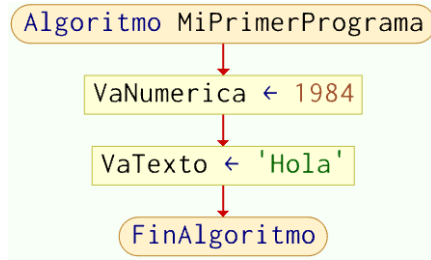 Algoritmo MiPrimerPrograma
VaNumerica ← 1984
VaTexto ← 'Hola'
FinAlgoritmo